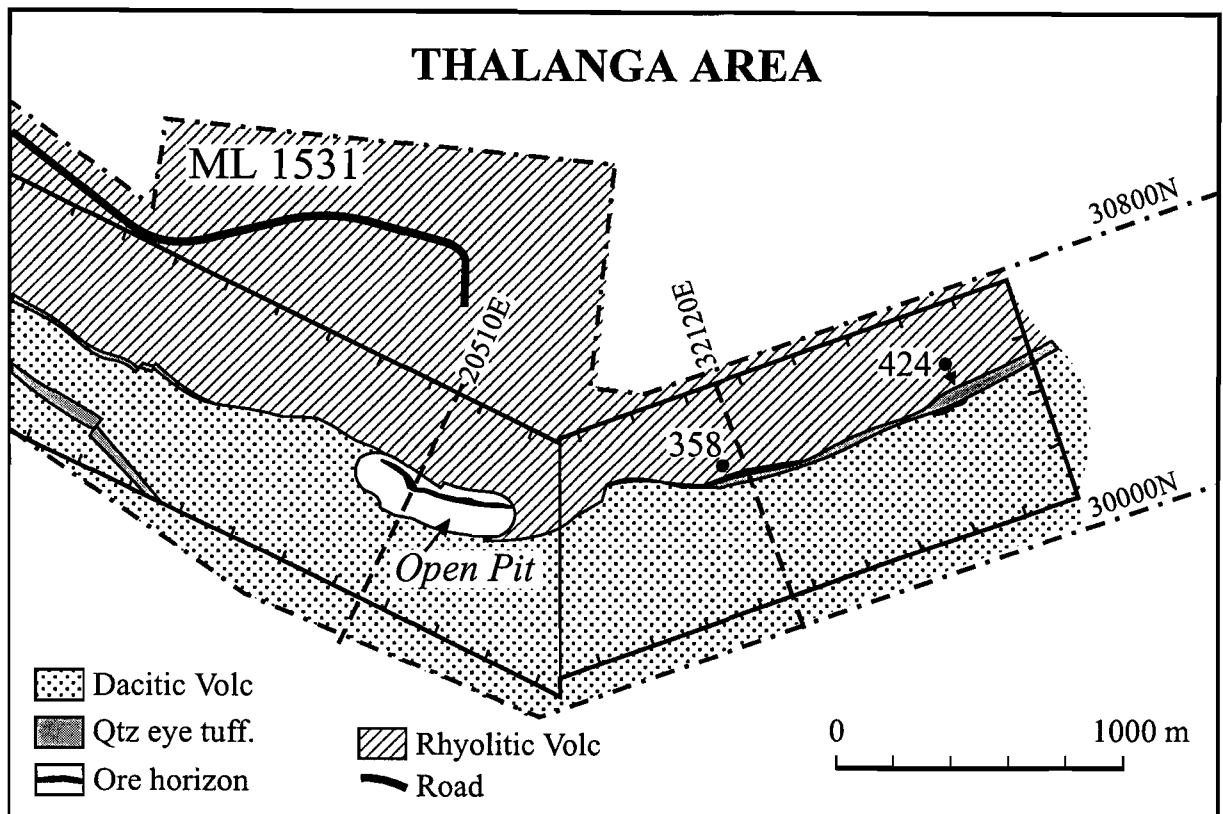 THALANGA AREA
ML 1531
30800N
20510E
32120E
424
358
30000N
Open Pit
Dacitic Volc
Qtz eye tuff.
Ore horizon
Rhyolitic Volc
Road
0 1000 m